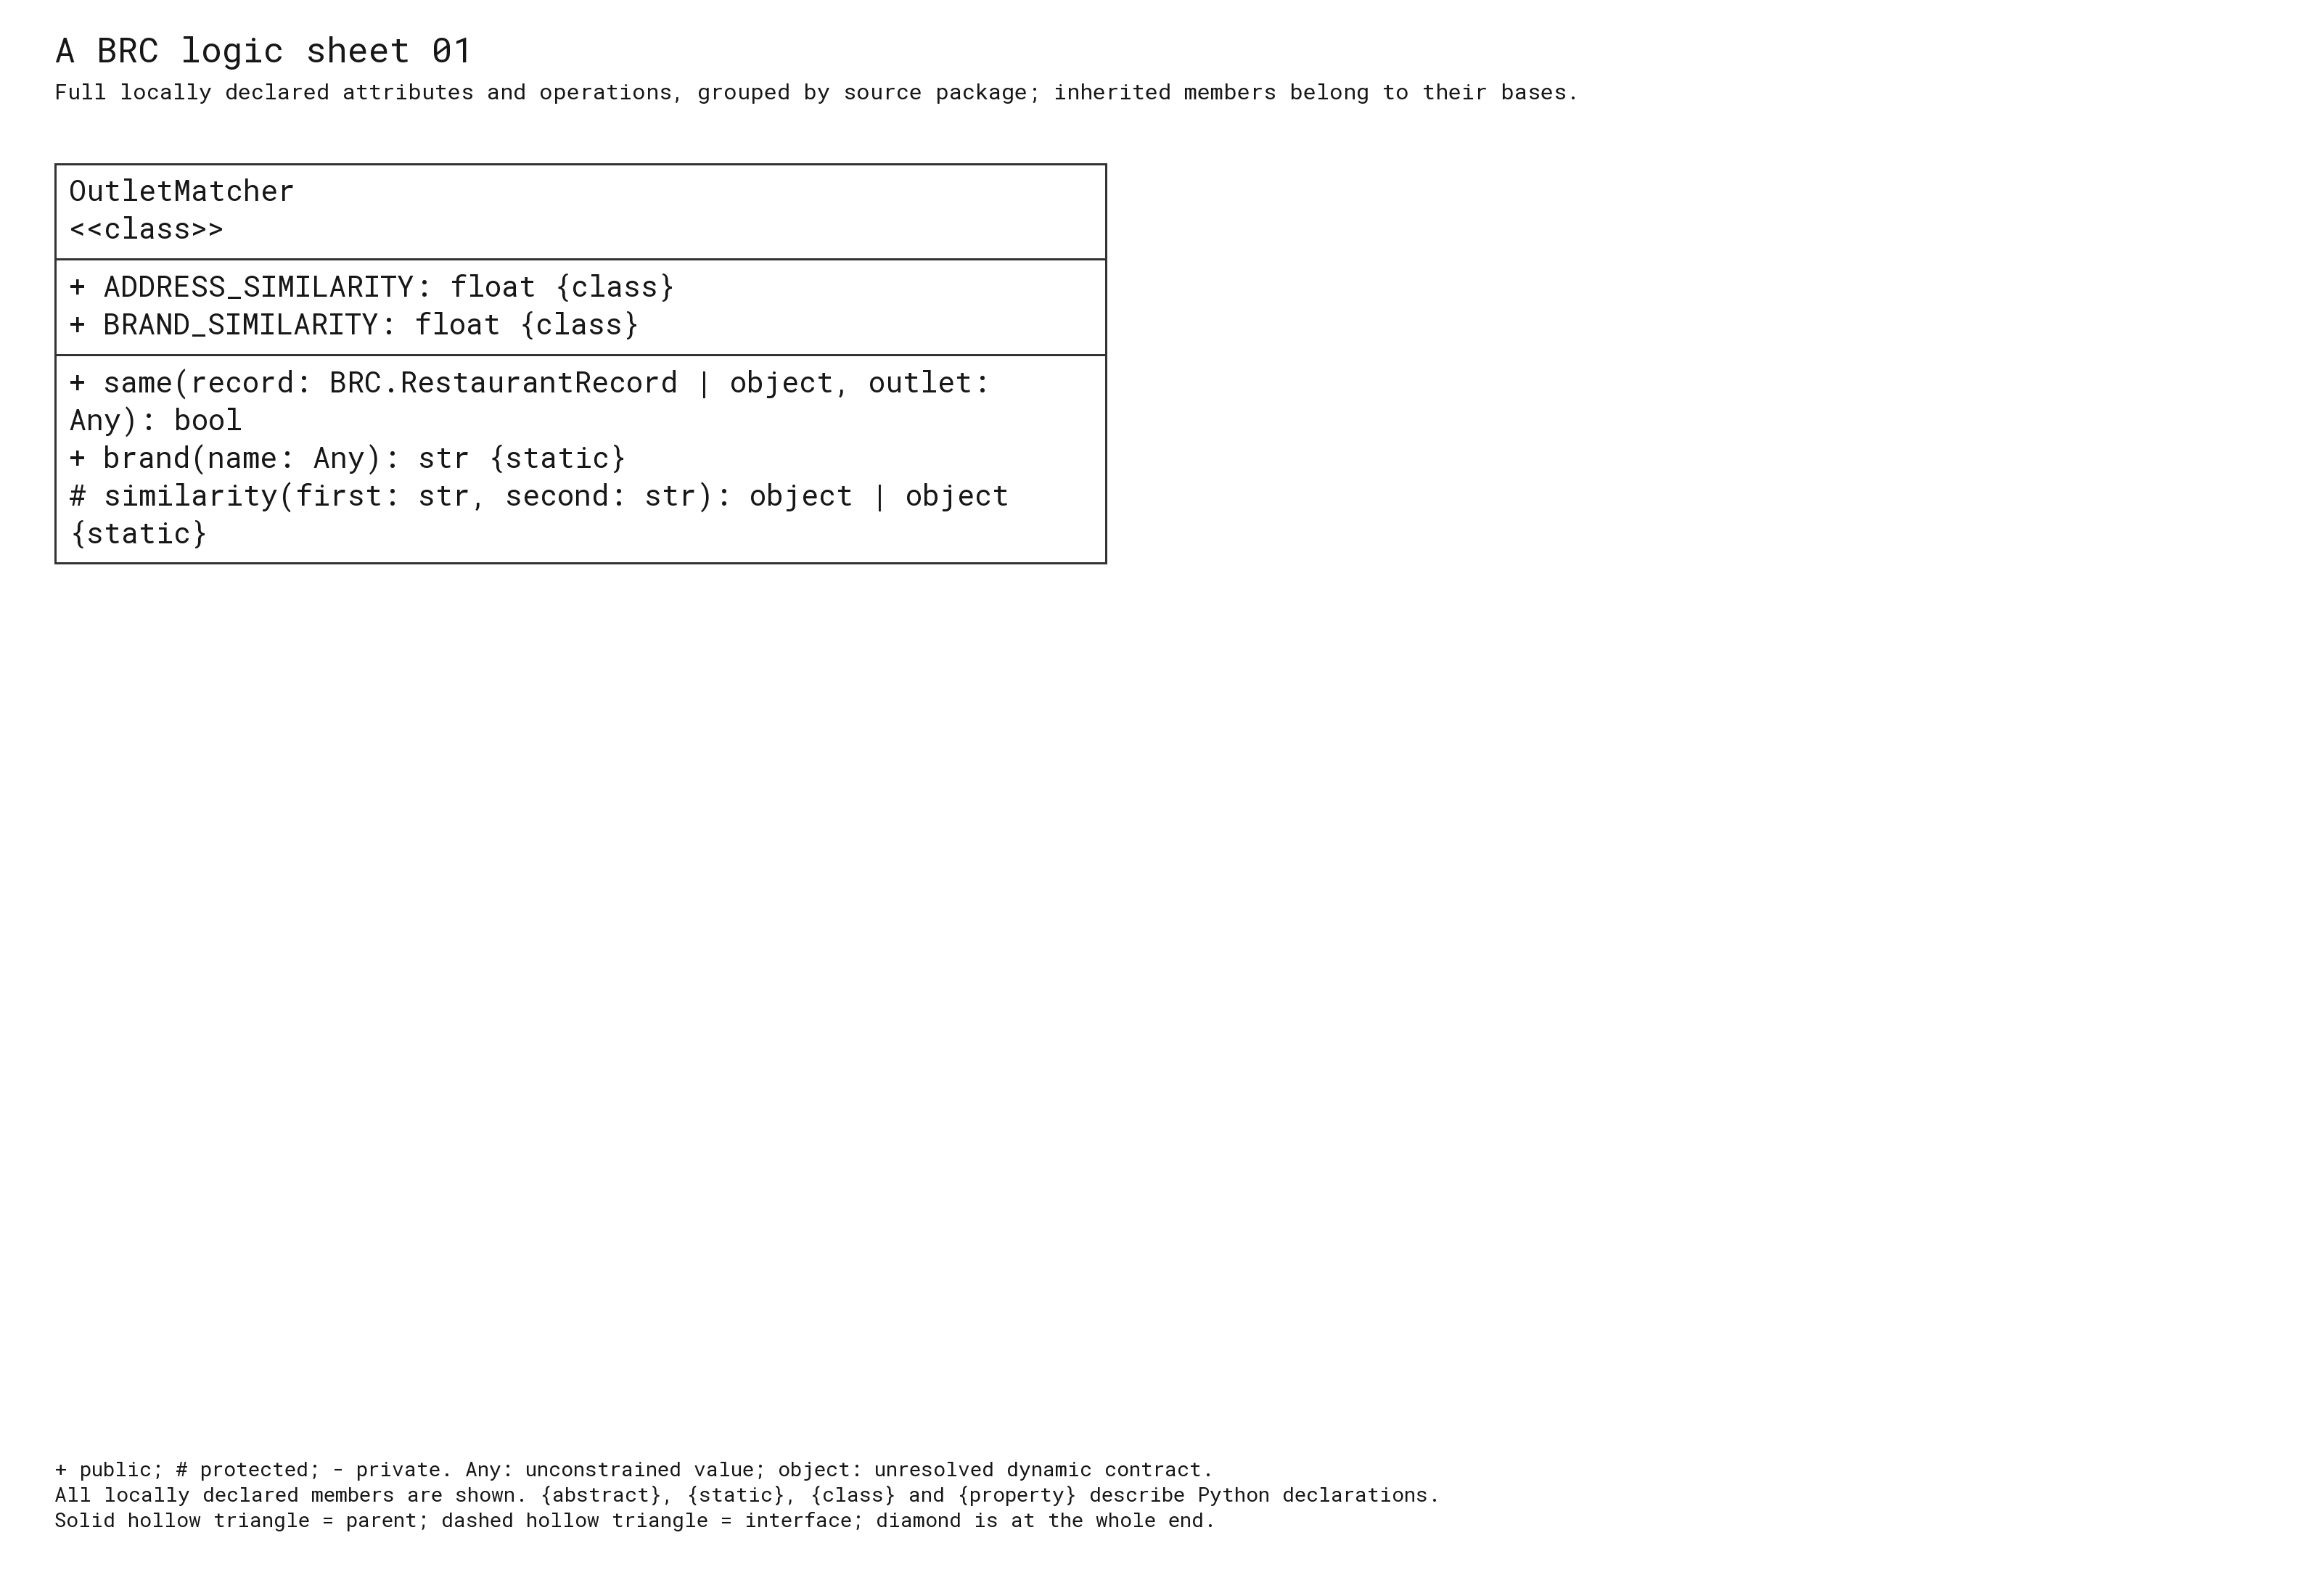 A BRC logic sheet 01
Full locally declared attributes and operations, grouped by source package; inherited members belong to their bases.
OutletMatcher
<<class>>
+ ADDRESS_SIMILARITY: float {class}
+ BRAND_SIMILARITY: float {class}
+ same(record: BRC.RestaurantRecord | object, outlet:
Any): bool
+ brand(name: Any): str {static}
# similarity(first: str, second: str): object | object
{static}
+ public; # protected; - private. Any: unconstrained value; object: unresolved dynamic contract.
All locally declared members are shown. {abstract}, {static}, {class} and {property} describe Python declarations.
Solid hollow triangle = parent; dashed hollow triangle = interface; diamond is at the whole end.